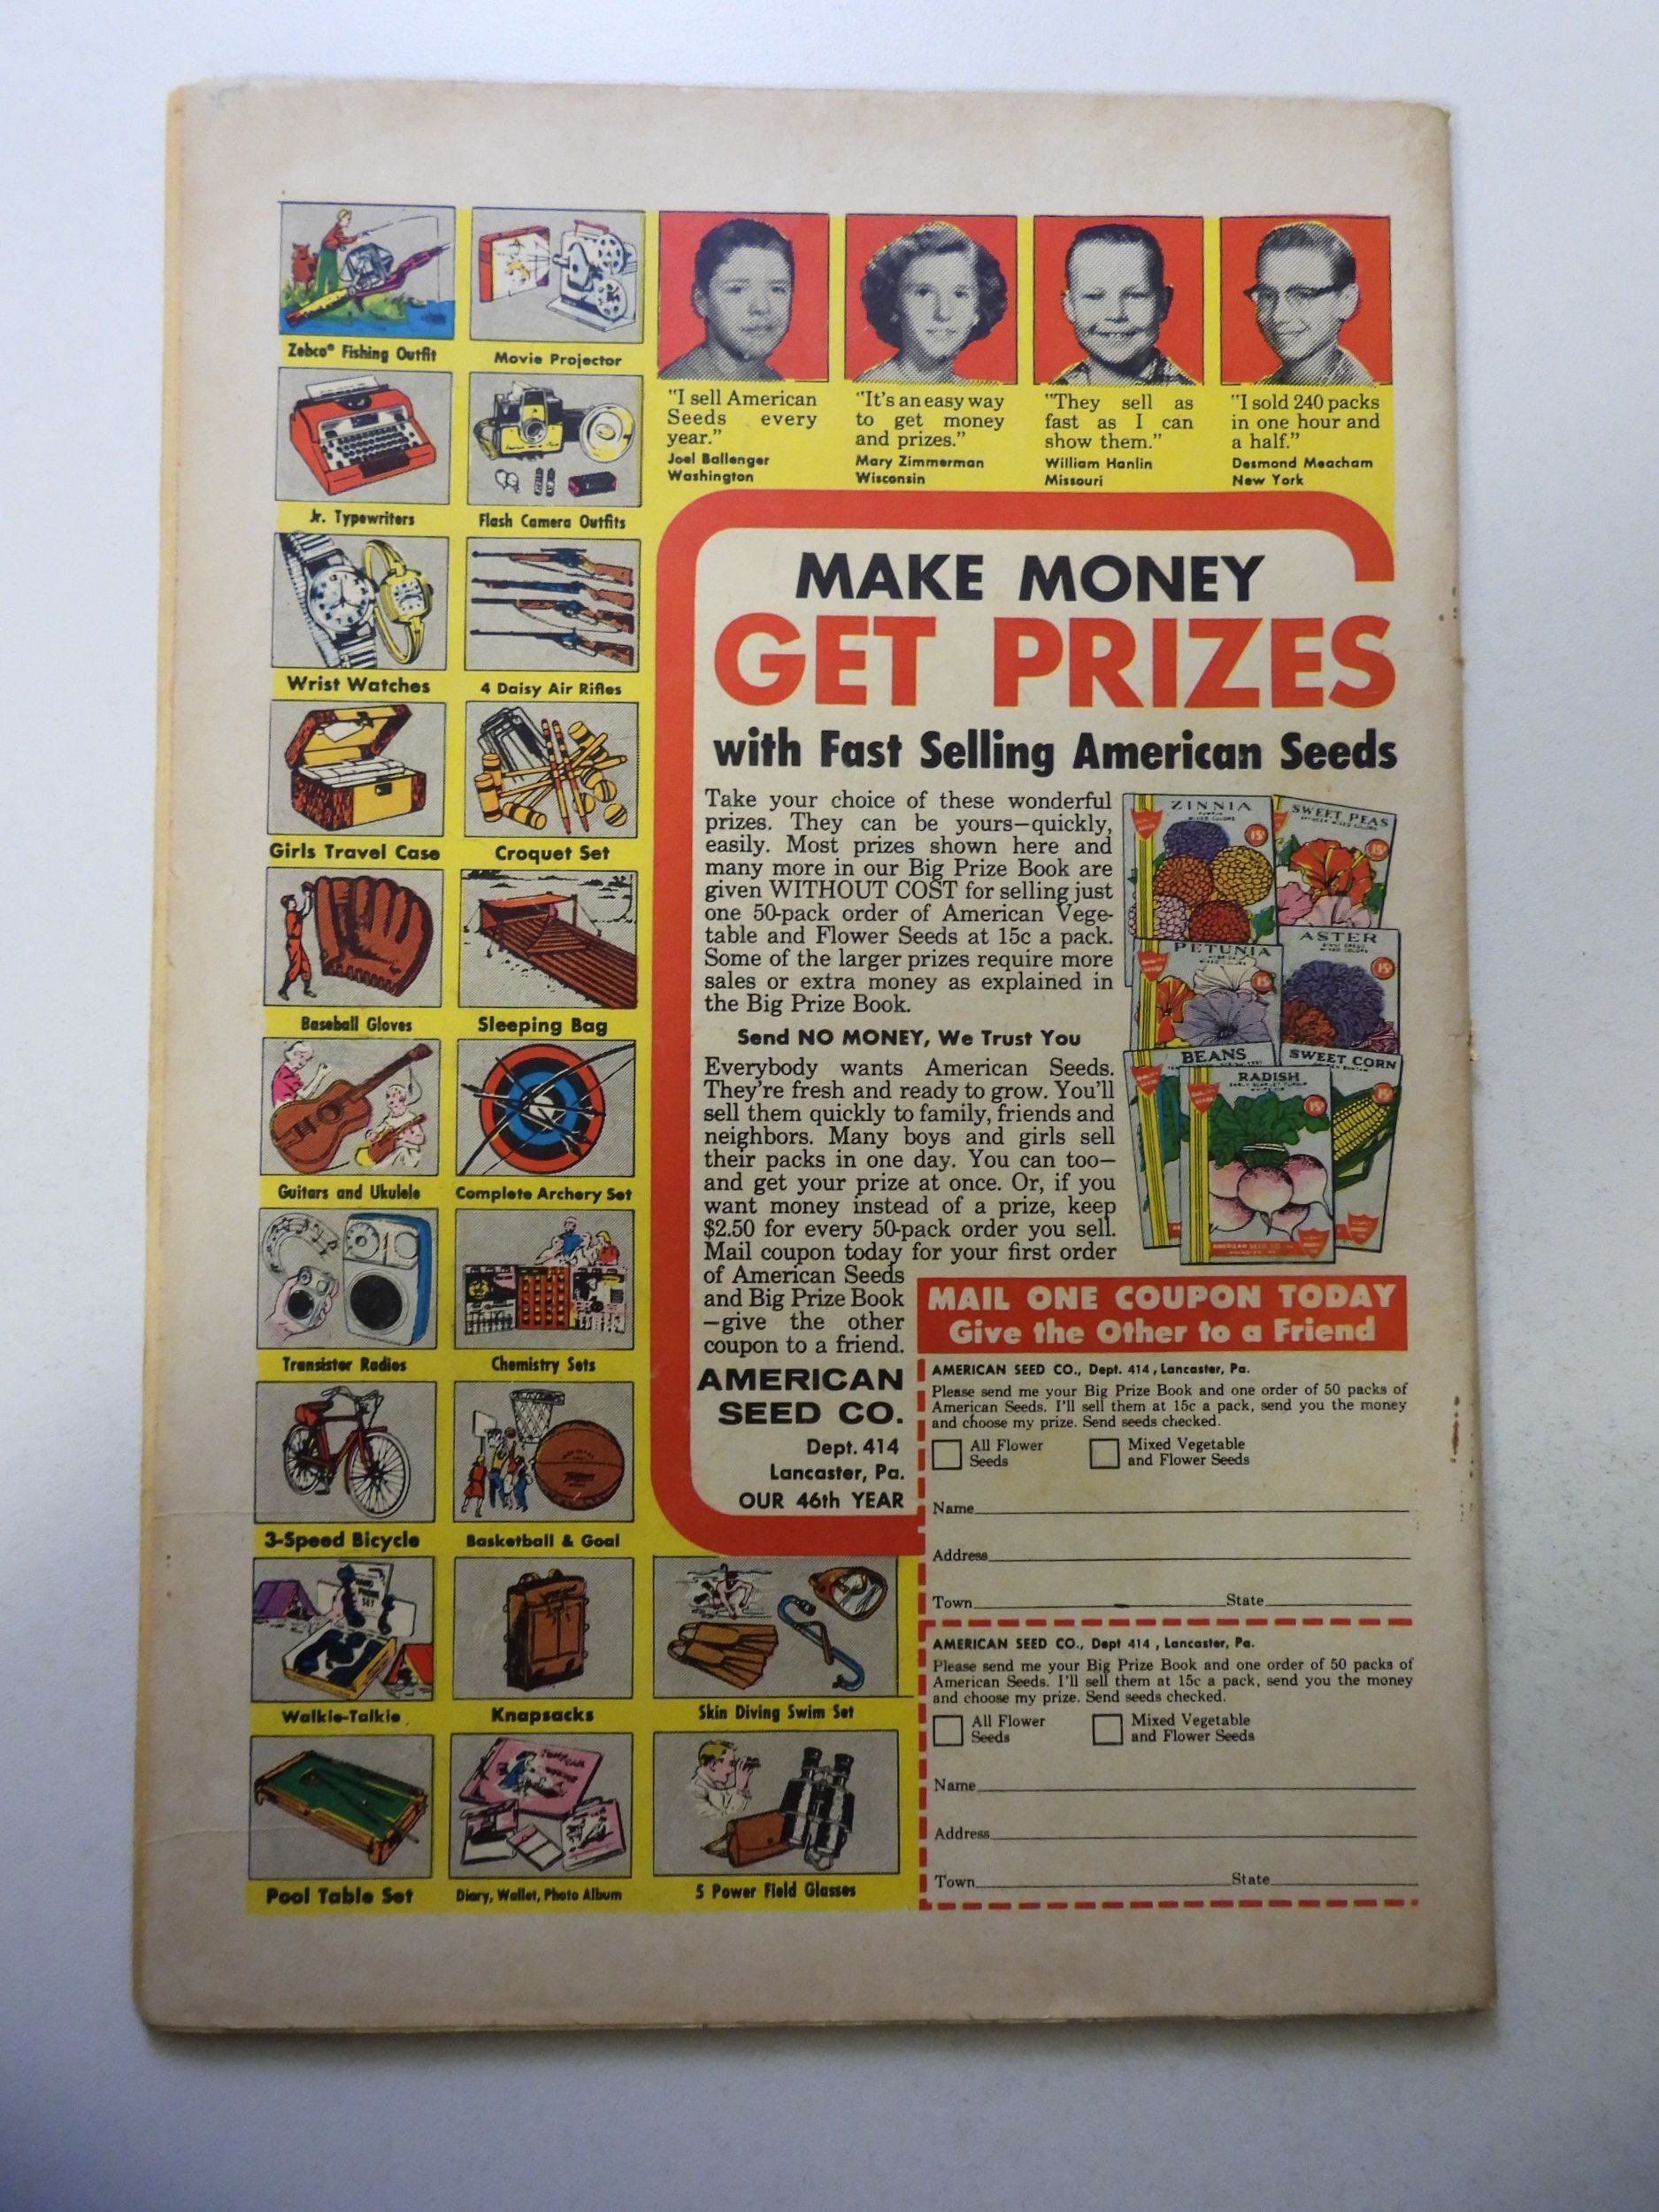 Zebco® Fishing Outfit
Movie Projector
Jr. Typewriters
Flash Camera Outfits
Wrist Watches
4 Daisy Air Rifles
Girls Travel Case
Croquet Set
Baseball Gloves
Sleeping Bag
Guitars and Ukulele
Complete Archery Set
Transistor Radios
Chemistry Sets
3-Speed Bicycle
Basketball & Goal
Walkie-Talkie
Knapsacks
Skin Diving Swim Set
Pool Table Set
Diary, Wallet, Photo Album
5 Power Field Glasses
"I sell American
Seeds every
year."
Joel Ballenger
Washington
"It's an easy way
to get money
and prizes."
Mary Zimmerman
Wisconsin
"They sell as
fast as I can
show them."
William Hanlin
Missouri
"I sold 240 packs
in one hour and
a half."
Desmond Meacham
New York
MAKE MONEY
GET PRIZES
with Fast Selling American Seeds
Take your choice of these wonderful
prizes. They can be yours—quickly,
easily. Most prizes shown here and
many more in our Big Prize Book are
given WITHOUT COST for selling just
one 50-pack order of American Vege-
table and Flower Seeds at 15c a pack.
Some of the larger prizes require more
sales or extra money as explained in
the Big Prize Book.
Send NO MONEY, We Trust You
Everybody wants American Seeds.
They're fresh and ready to grow. You'll
sell them quickly to family, friends and
neighbors. Many boys and girls sell
their packs in one day. You can too—
and get your prize at once. Or, if you
want money instead of a prize, keep
$2.50 for every 50-pack order you sell.
Mail coupon today for your first order
of American Seeds
and Big Prize Book
—give the other
coupon to a friend.
AMERICAN
SEED CO.
Dept. 414
Lancaster, Pa.
OUR 46th YEAR
ZINNIA
15¢
SWEET PEAS
15¢
PETUNIA
15¢
ASTER
15¢
BEANS
SWEET CORN
15¢
RADISH
15¢
AMERICAN SEED CO.
MAIL ONE COUPON TODAY
Give the Other to a Friend
AMERICAN SEED CO., Dept. 414, Lancaster, Pa.
Please send me your Big Prize Book and one order of 50 packs of
American Seeds. I'll sell them at 15c a pack, send you the money
and choose my prize. Send seeds checked.
All Flower Seeds
Mixed Vegetable and Flower Seeds
Name
Address
Town State
AMERICAN SEED CO., Dept 414, Lancaster, Pa.
Please send me your Big Prize Book and one order of 50 packs of
American Seeds. I'll sell them at 15c a pack, send you the money
and choose my prize. Send seeds checked.
All Flower Seeds
Mixed Vegetable and Flower Seeds
Name
Address
Town State